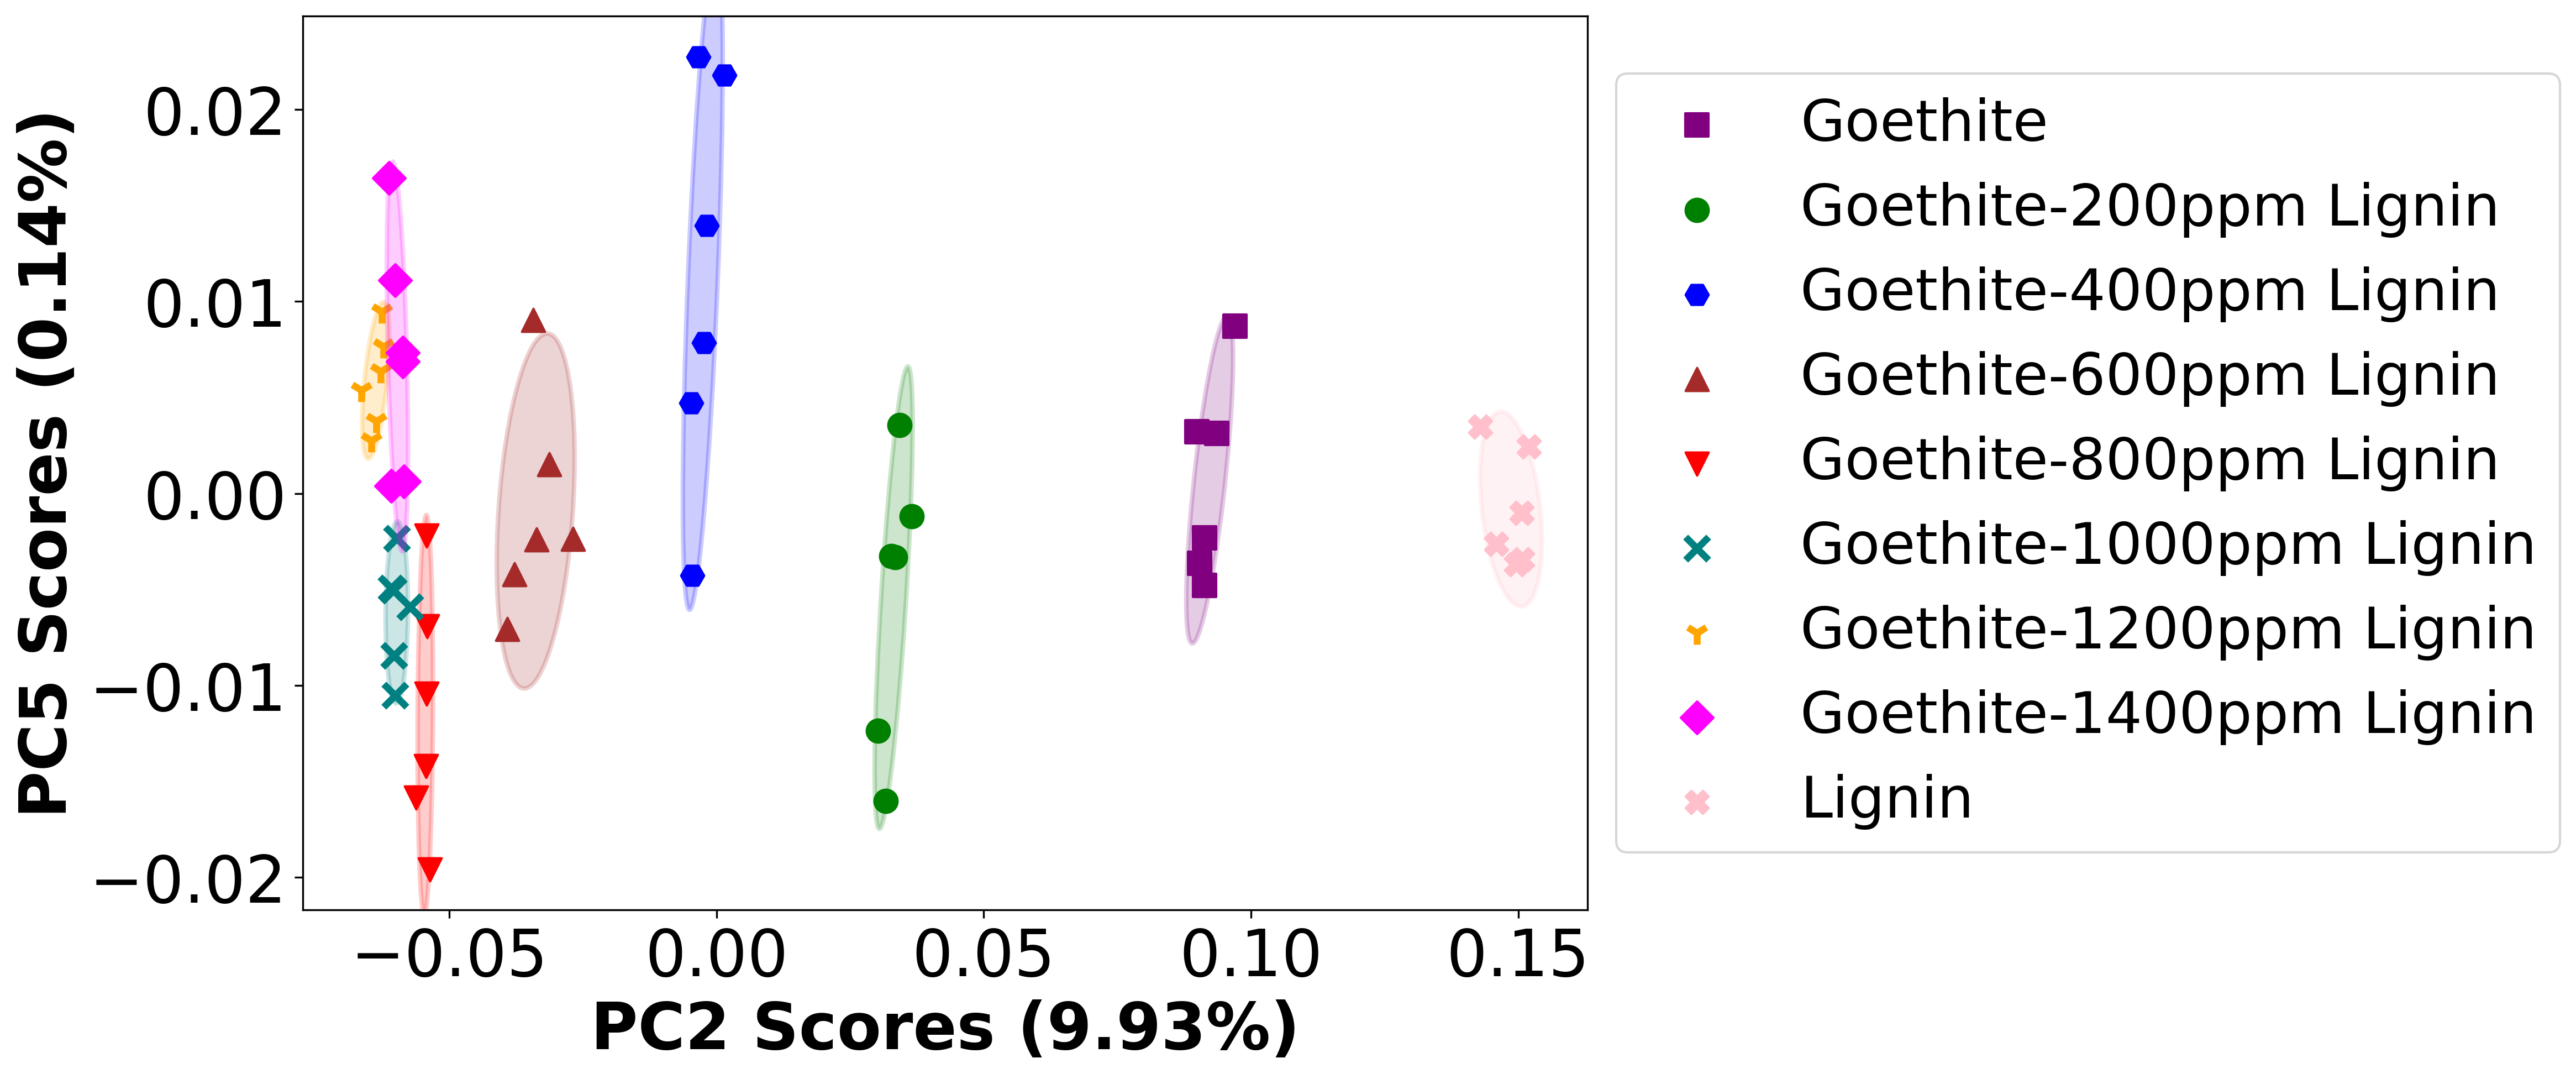 PC5 Scores (0.14%)
0.02
0.01
0.00
−0.01
−0.02
−0.05
0.00
0.05
0.10
0.15
PC2 Scores (9.93%)
Goethite
Goethite-200ppm Lignin
Goethite-400ppm Lignin
Goethite-600ppm Lignin
Goethite-800ppm Lignin
Goethite-1000ppm Lignin
Goethite-1200ppm Lignin
Goethite-1400ppm Lignin
Lignin